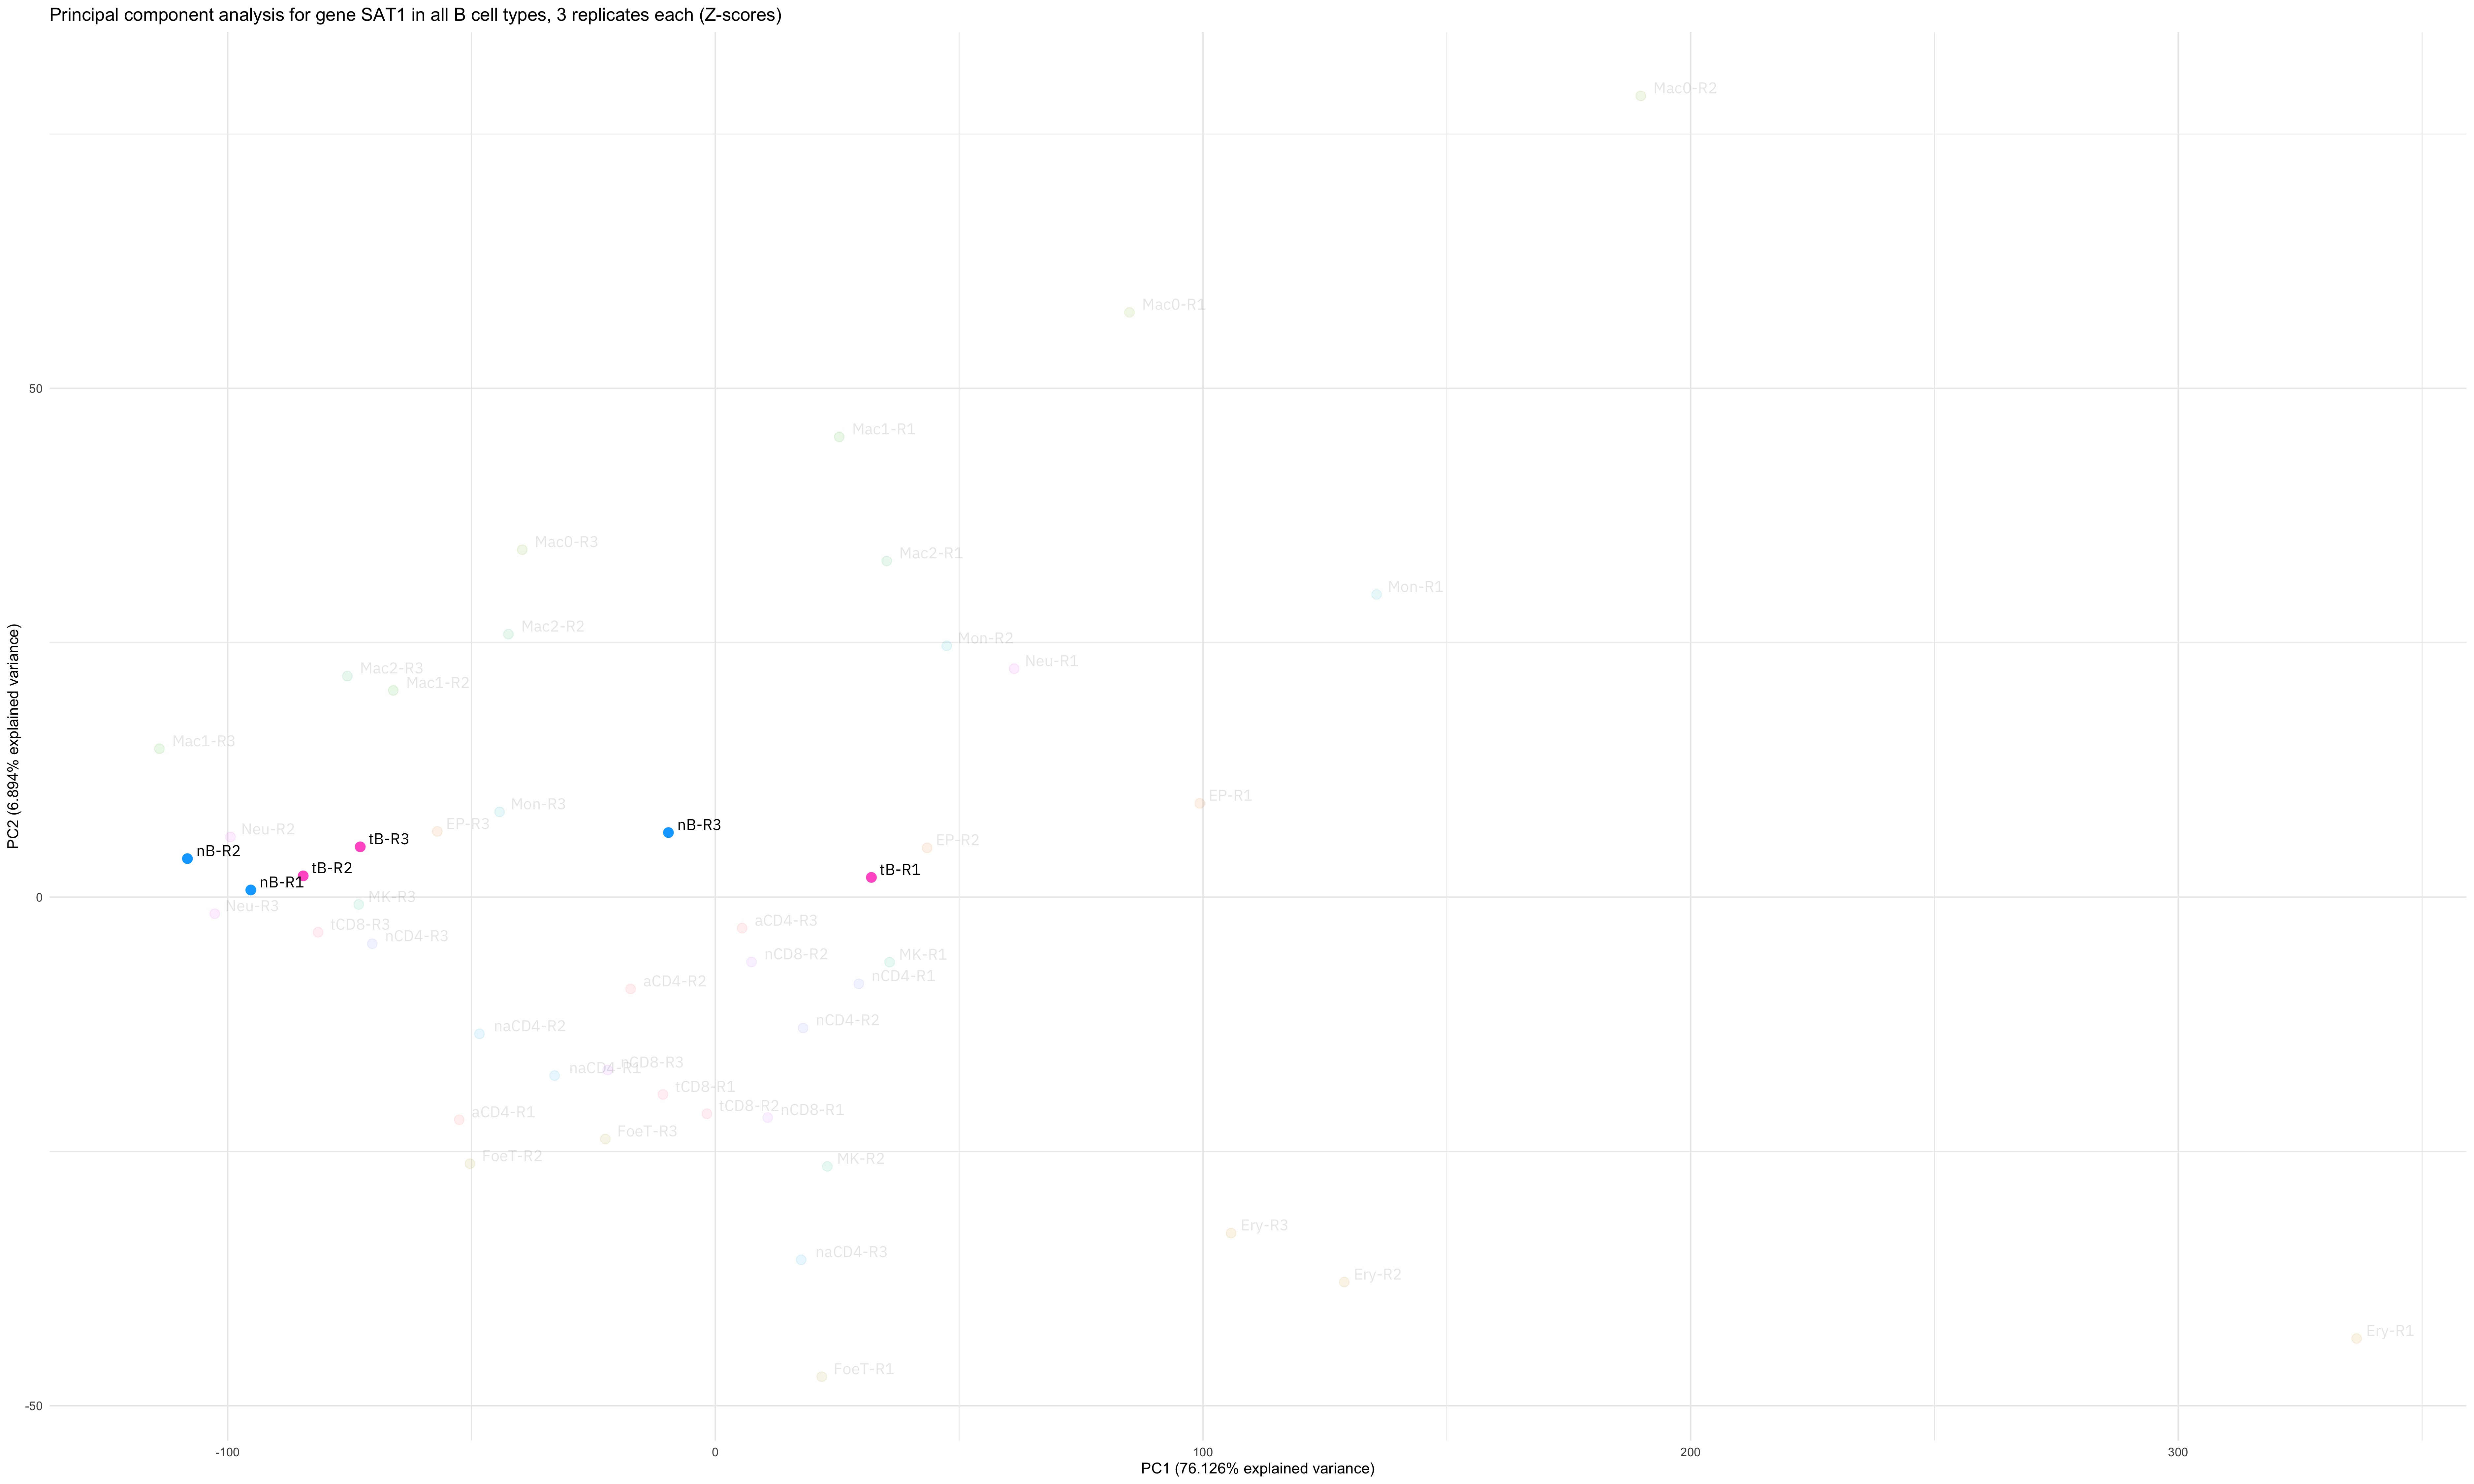 Principal component analysis for gene SAT1 in all B cell types, 3 replicates each (Z-scores)
Mac0-R2
Mac0-R1
50
Mac1-R1
Mac0-R3
Mac2-R1
Mon-R1
Mac2-R2
Mon-R2
Neu-R1
Mac2-R3
Mac1-R2
Mac1-R3
PC2 (6.894% explained variance)
EP-R1
Mon-R3
EP-R3
nB-R3
Neu-R2
tB-R3
EP-R2
nB-R2
tB-R2
tB-R1
nB-R1
0
MK-R3
Neu-R3
aCD4-R3
tCD8-R3
nCD4-R3
nCD8-R2
MK-R1
nCD4-R1
aCD4-R2
nCD4-R2
naCD4-R2
nCD8-R3
naCD4-R1
tCD8-R1
tCD8-R2
nCD8-R1
aCD4-R1
FoeT-R3
FoeT-R2
MK-R2
Ery-R3
naCD4-R3
Ery-R2
Ery-R1
FoeT-R1
-50
-100
0
100
200
300
PC1 (76.126% explained variance)